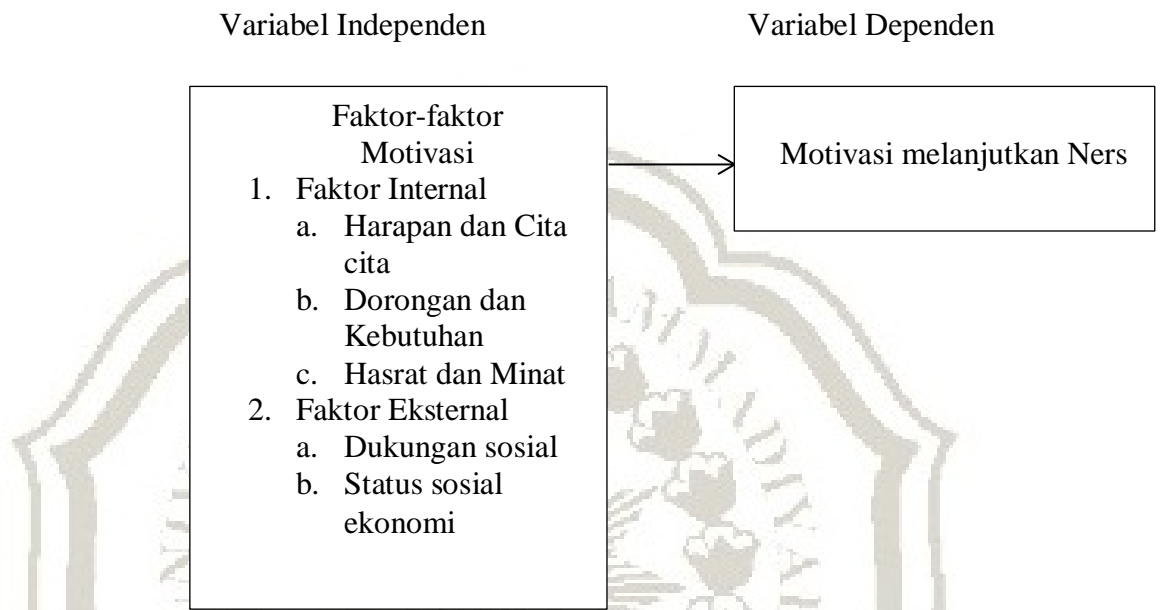 Variabel Independen
Variabel Dependen
Faktor-faktor
Motivasi
1. Faktor Internal
a. Harapan dan Cita
cita
b. Dorongan dan
Kebutuhan
c. Hasrat dan Minat
2. Faktor Eksternal
a. Dukungan sosial
b. Status sosial
ekonomi
Motivasi melanjutkan Ners